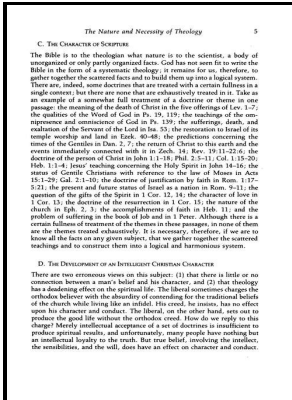 The Nature and Necessity of Theology 5
C. THE CHARACTER OF SCRIPTURE
The Bible is to the theologian what nature is to the scientist, a body of
unorganized or only partly organized facts. God has not seen fit to write the
Bible in the form of a systematic theology; it remains for us, therefore, to
gather together the scattered facts and to build them up into a logical system.
There are, indeed, some doctrines that are treated with a certain fullness in a
single context; but there are none that are exhaustively treated in it. Take as
an example of a somewhat full treatment of a doctrine or theme in one
passage: the meaning of the death of Christ in the five offerings of Lev. 1–7;
the qualities of the Word of God in Ps. 19, 119; the teachings of the om-
nipresence and omniscience of God in Ps. 139; the sufferings, death, and
exaltation of the Servant of the Lord in Isa. 53; the restoration to Israel of its
temple worship and land in Ezek. 40–48; the predictions concerning the
times of the Gentiles in Dan. 2, 7; the return of Christ to this earth and the
events immediately connected with it in Zech. 14; Rev. 19:11–22:6; the
doctrine of the person of Christ in John 1:1–18; Phil. 2:5–11; Col. 1:15–20;
Heb. 1:1–4; Jesus' teaching concerning the Holy Spirit in John 14–16; the
status of Gentile Christians with reference to the law of Moses in Acts
15:1–29; Gal. 2:1–10; the doctrine of justification by faith in Rom. 1:17–
5:21; the present and future status of Israel as a nation in Rom. 9–11; the
question of the gifts of the Spirit in 1 Cor. 12, 14; the character of love in
1 Cor. 13; the doctrine of the resurrection in 1 Cor. 15; the nature of the
church in Eph. 2, 3; the accomplishments of faith in Heb. 11; and the
problem of suffering in the book of Job and in 1 Peter. Although there is a
certain fullness of treatment of the themes in these passages, in none of them
are the themes treated exhaustively. It is necessary, therefore, if we are to
know all the facts on any given subject, that we gather together the scattered
teachings and to construct them into a logical and harmonious system.
D. THE DEVELOPMENT OF AN INTELLIGENT CHRISTIAN CHARACTER
There are two erroneous views on this subject: (1) that there is little or no
connection between a man's belief and his character, and (2) that theology
has a deadening effect on the spiritual life. The liberal sometimes charges the
orthodox believer with the absurdity of contending for the traditional beliefs
of the church while living like an infidel. His creed, he insists, has no effect
upon his character and conduct. The liberal, on the other hand, sets out to
produce the good life without the orthodox creed. How do we reply to this
charge? Merely intellectual acceptance of a set of doctrines is insufficient to
produce spiritual results, and unfortunately, many people have nothing but
an intellectual loyalty to the truth. But true belief, involving the intellect,
the sensibilities, and the will, does have an effect on character and conduct.